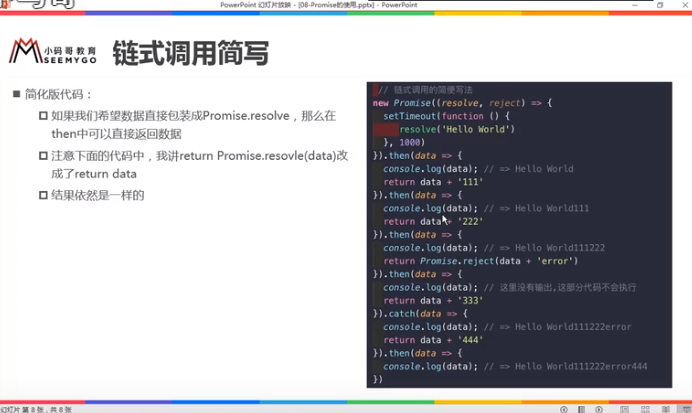 PowerPoint 幻灯片放映 - [08-Promise的使用.pptx] - PowerPoint
小码哥教育
SEEMYGO
链式调用简写
简化版代码：
如果我们希望数据直接包装成Promise.resolve，那么在
then中可以直接返回数据
注意下面的代码中，我讲return Promise.resovle(data)改
成了return data
结果依然是一样的
// 链式调用的简便写法
new Promise((resolve, reject) => {
setTimeout(function () {
resolve('Hello World')
}, 1000)
}).then(data => {
console.log(data); // => Hello World
return data + '111'
}).then(data => {
console.log(data); // => Hello World111
return data + '222'
}).then(data => {
console.log(data); // => Hello World111222
return Promise.reject(data + 'error')
}).then(data => {
console.log(data); // 这里没有输出,这部分代码不会执行
return data + '333'
}).catch(data => {
console.log(data); // => Hello World111222error
return data + '444'
}).then(data => {
console.log(data); // => Hello World111222error444
})
幻灯片 第 8 张，共 8 张